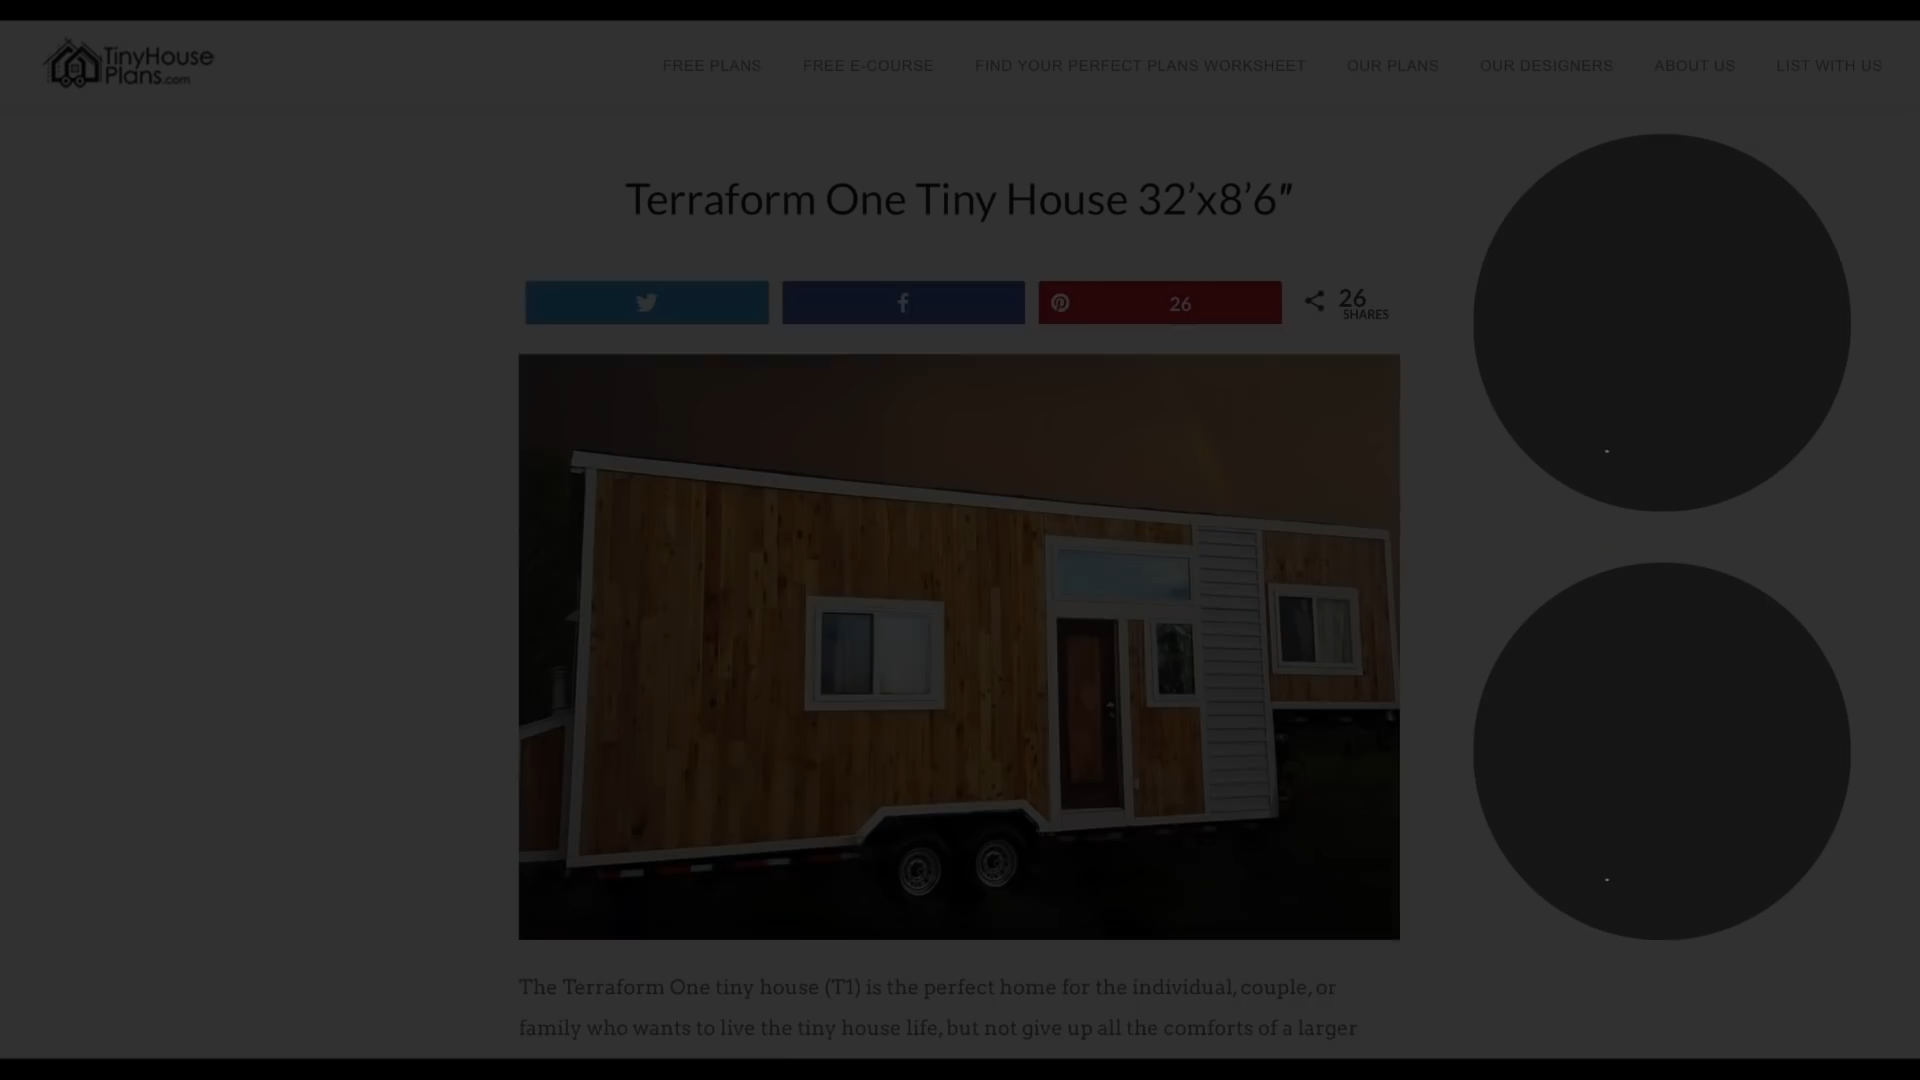 TinyHouse
Plans.com
FREE PLANS FREE E-COURSE FIND YOUR PERFECT PLANS WORKSHEET OUR PLANS OUR DESIGNERS ABOUT US LIST WITH US
Terraform One Tiny House 32’x8’6″
26
26
SHARES
The Terraform One tiny house (T1) is the perfect home for the individual, couple, or
family who wants to live the tiny house life, but not give up all the comforts of a larger